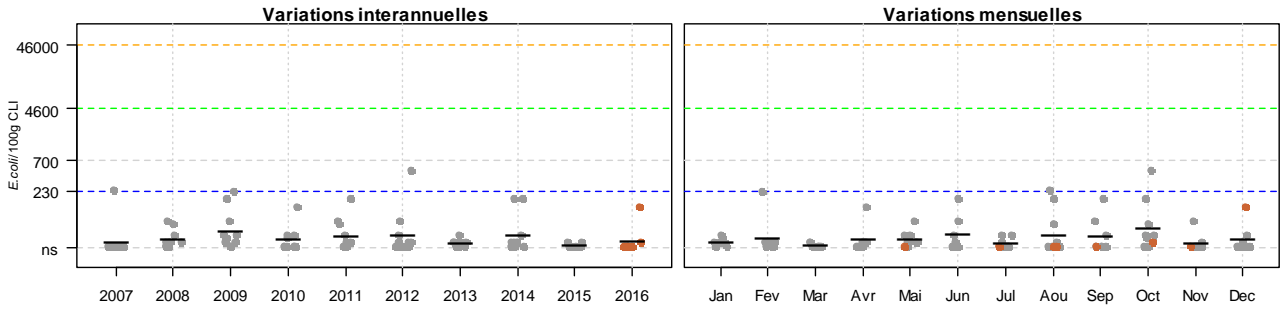 Variations interannuelles
Variations mensuelles
E.coli/100g CLI
46000
4600
700
230
ns
2007 2008 2009 2010 2011 2012 2013 2014 2015 2016
Jan Fev Mar Avr Mai Jun Jul Aou Sep Oct Nov Dec